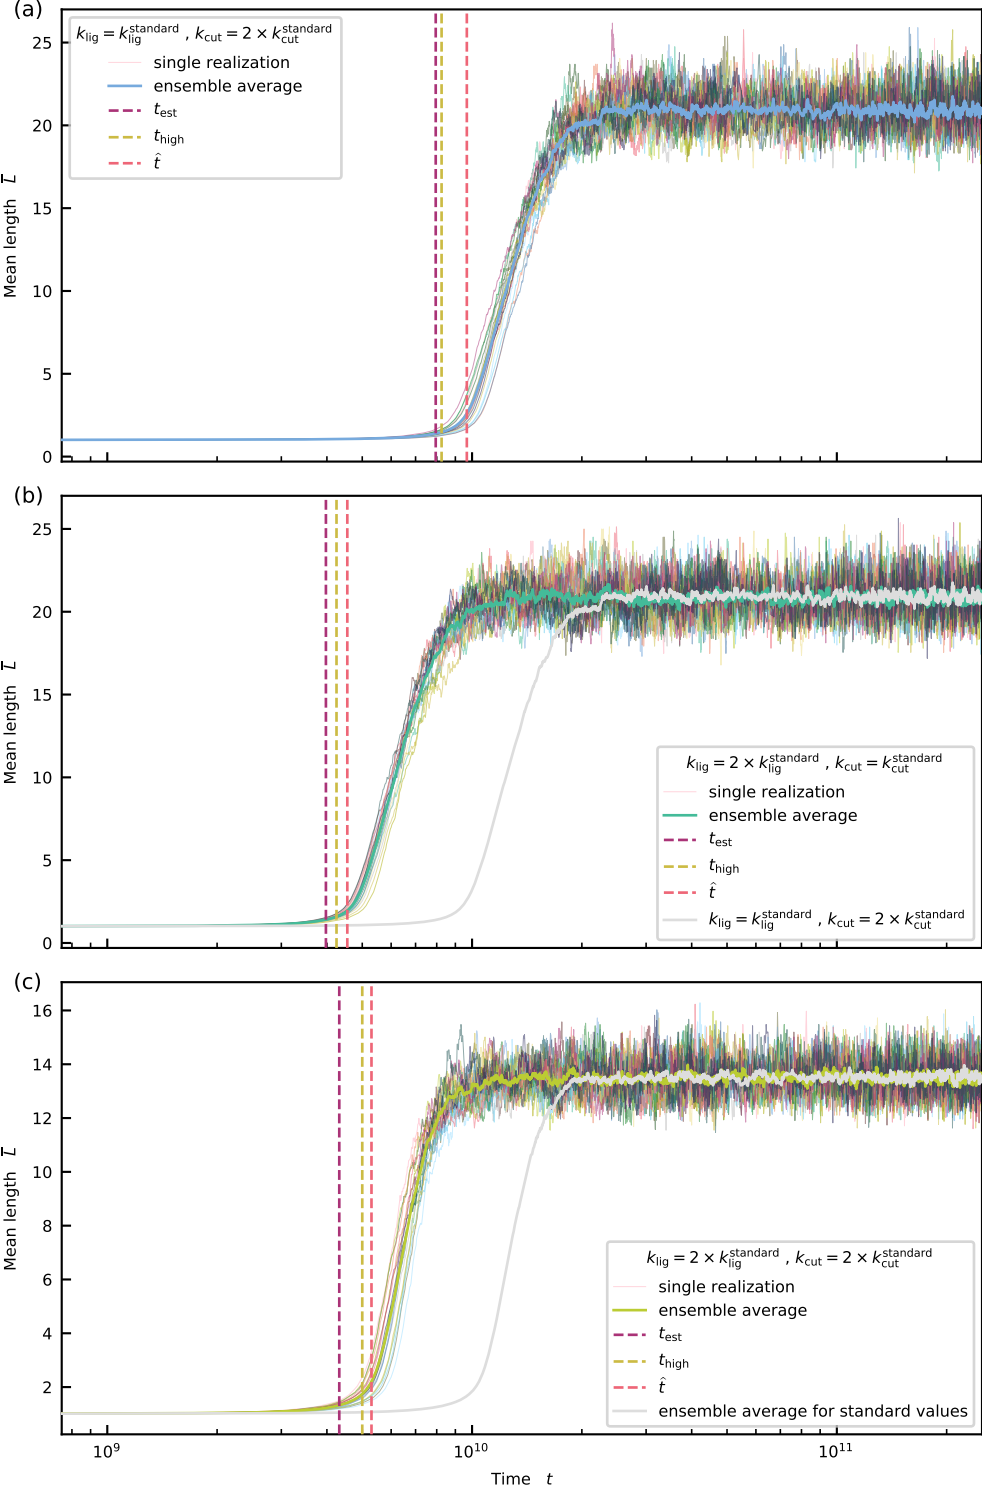 (a)
k_lig = k_lig^standard , k_cut = 2 × k_cut^standard
single realization
ensemble average
t_est
t_high
t̂
25
20
15
10
5
0
Mean length L̅
(b)
25
20
15
10
5
0
Mean length L̅
k_lig = 2 × k_lig^standard , k_cut = k_cut^standard
single realization
ensemble average
t_est
t_high
t̂
k_lig = k_lig^standard , k_cut = 2 × k_cut^standard
(c)
16
14
12
10
8
6
4
2
Mean length L̅
k_lig = 2 × k_lig^standard , k_cut = 2 × k_cut^standard
single realization
ensemble average
t_est
t_high
t̂
ensemble average for standard values
10^9 10^10 10^11
Time t